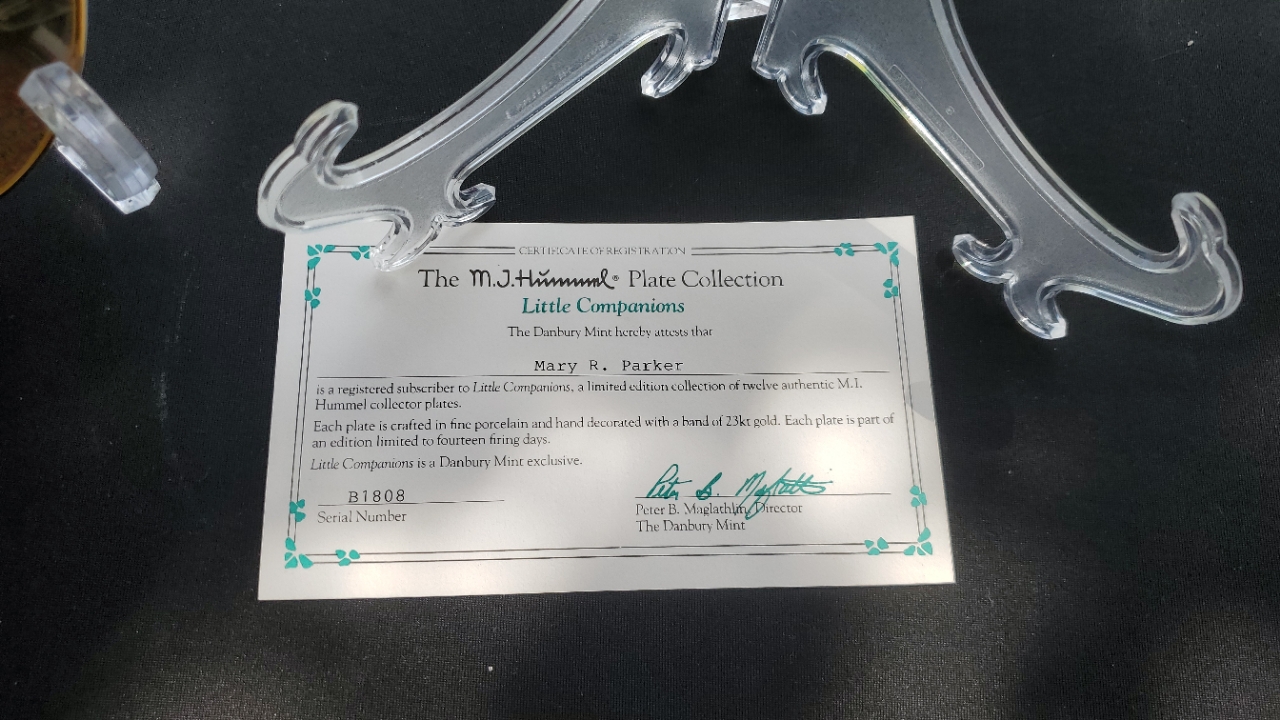 CERTIFICATE OF REGISTRATION
The M.J.Hummel® Plate Collection
Little Companions
The Danbury Mint hereby attests that
Mary R. Parker
is a registered subscriber to Little Companions, a limited edition collection of twelve authentic M.I.
Hummel collector plates.
Each plate is crafted in fine porcelain and hand decorated with a band of 23kt gold. Each plate is part of
an edition limited to fourteen firing days.
Little Companions is a Danbury Mint exclusive.
B1808
Serial Number
Peter B. Maglathlin
Peter B. Maglathlin, Director
The Danbury Mint